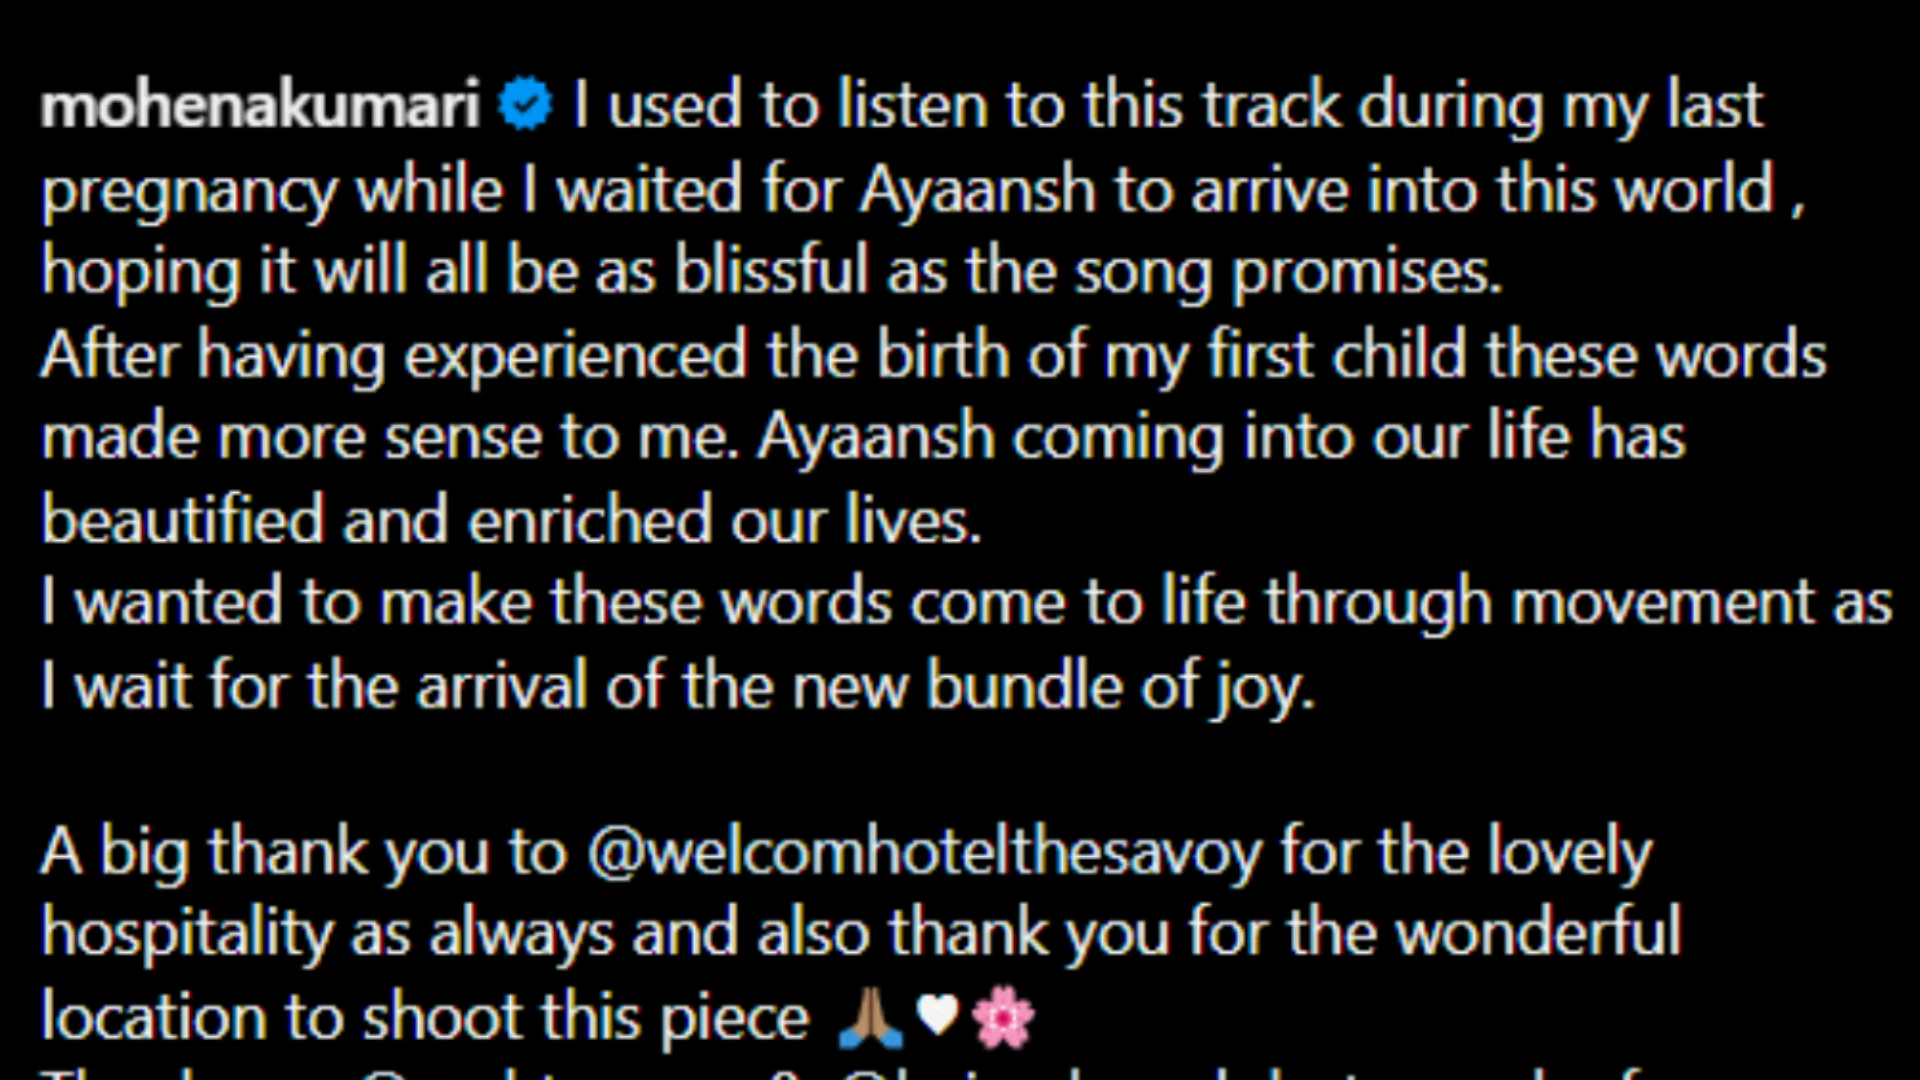 mohenakumari I used to listen to this track during my last
pregnancy while I waited for Ayaansh to arrive into this world ,
hoping it will all be as blissful as the song promises.
After having experienced the birth of my first child these words
made more sense to me. Ayaansh coming into our life has
beautified and enriched our lives.
I wanted to make these words come to life through movement as
I wait for the arrival of the new bundle of joy.
A big thank you to @welcomhotelthesavoy for the lovely
hospitality as always and also thank you for the wonderful
location to shoot this piece 🙏🏽🤍🌸